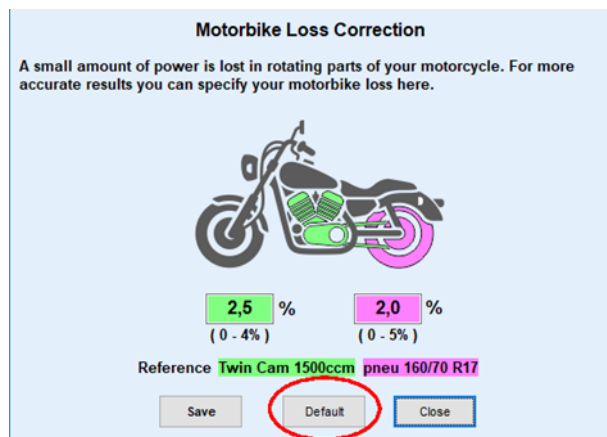 Motorbike Loss Correction
A small amount of power is lost in rotating parts of your motorcycle. For more
accurate results you can specify your motorbike loss here.
2,5 % 2,0 %
( 0 - 4% ) ( 0 - 5% )
Reference Twin Cam 1500ccm pneu 160/70 R17
Save Default Close